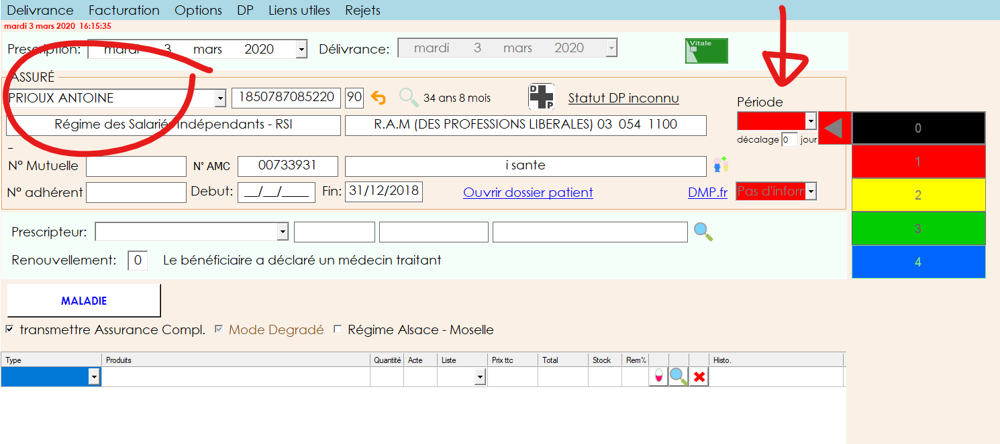 Delivrance Facturation Options DP Liens utiles Rejets
mardi 3 mars 2020 16:15:35
Prescription: mardi 3 mars 2020 Délivrance: mardi 3 mars 2020 Vitale
ASSURÉ
PRIOUX ANTOINE 1850787085220 90 34 ans 8 mois D P Statut DP inconnu Période
Régime des Salariés Indépendants - RSI R.A.M (DES PROFESSIONS LIBERALES) 03 054 1100 0
décalage 0 jour
N° Mutuelle N° AMC 00733931 i sante 1
N° adhérent Debut: __/__/____ Fin: 31/12/2018 Ouvrir dossier patient DMP.fr Pas d'inform 2
Prescripteur: 3
Renouvellement: 0 Le bénéficiaire a déclaré un médecin traitant 4
MALADIE
transmettre Assurance Compl. Mode Degradé Régime Alsace - Moselle
Type Produits Quantité Acte Liste Prix ttc Total Stock Rem% Histo.